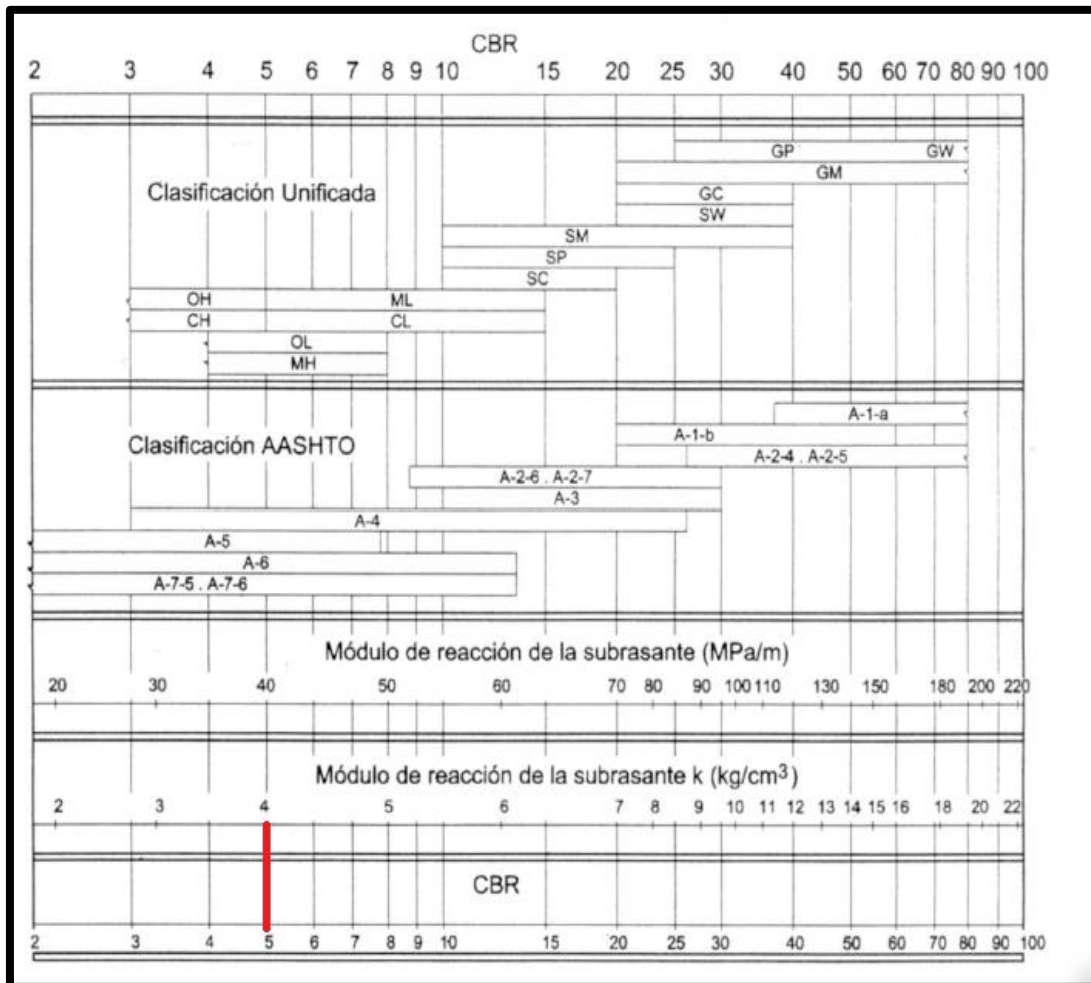 CBR
2 3 4 5 6 7 8 9 10 15 20 25 30 40 50 60 70 80 90 100
GP GW
GM
Clasificación Unificada
GC
SW
SM
SP
SC
OH ML
CH CL
OL
MH
A-1-a
A-1-b
Clasificación AASHTO
A-2-4 . A-2-5
A-2-6 . A-2-7
A-3
A-4
A-5
A-6
A-7-5 . A-7-6
Módulo de reacción de la subrasante (MPa/m)
20 30 40 50 60 70 80 90 100 110 130 150 180 200 220
Módulo de reacción de la subrasante k (kg/cm³)
2 3 4 5 6 7 8 9 10 11 12 13 14 15 16 18 20 22
CBR
2 3 4 5 6 7 8 9 10 15 20 25 30 40 50 60 70 80 90 100